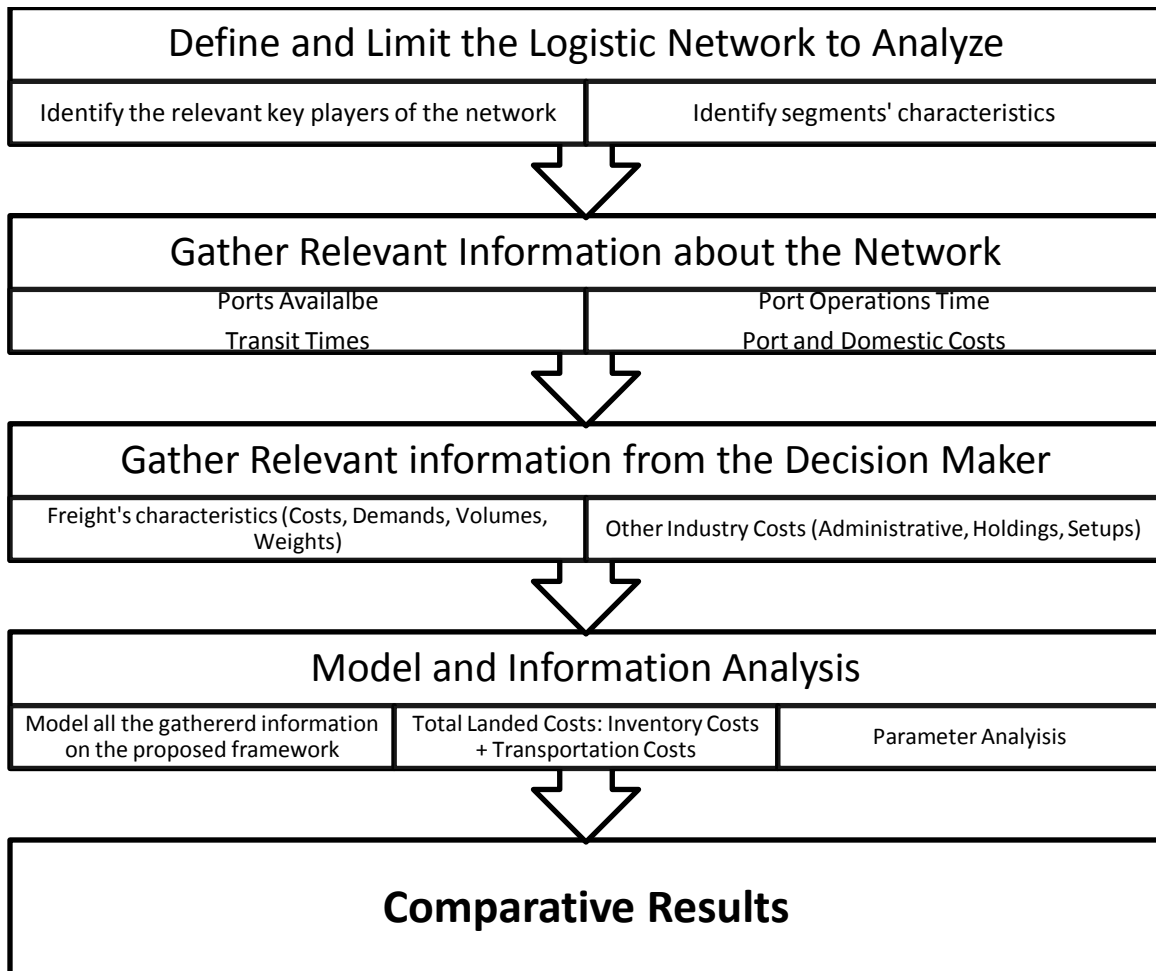 Define and Limit the Logistic Network to Analyze
Identify the relevant key players of the network
Identify segments' characteristics
Gather Relevant Information about the Network
Ports Availalbe
Transit Times
Port Operations Time
Port and Domestic Costs
Gather Relevant information from the Decision Maker
Freight's characteristics (Costs, Demands, Volumes,
Weights)
Other Industry Costs (Administrative, Holdings, Setups)
Model and Information Analysis
Model all the gathererd information
on the proposed framework
Total Landed Costs: Inventory Costs
+ Transportation Costs
Parameter Analyisis
Comparative Results